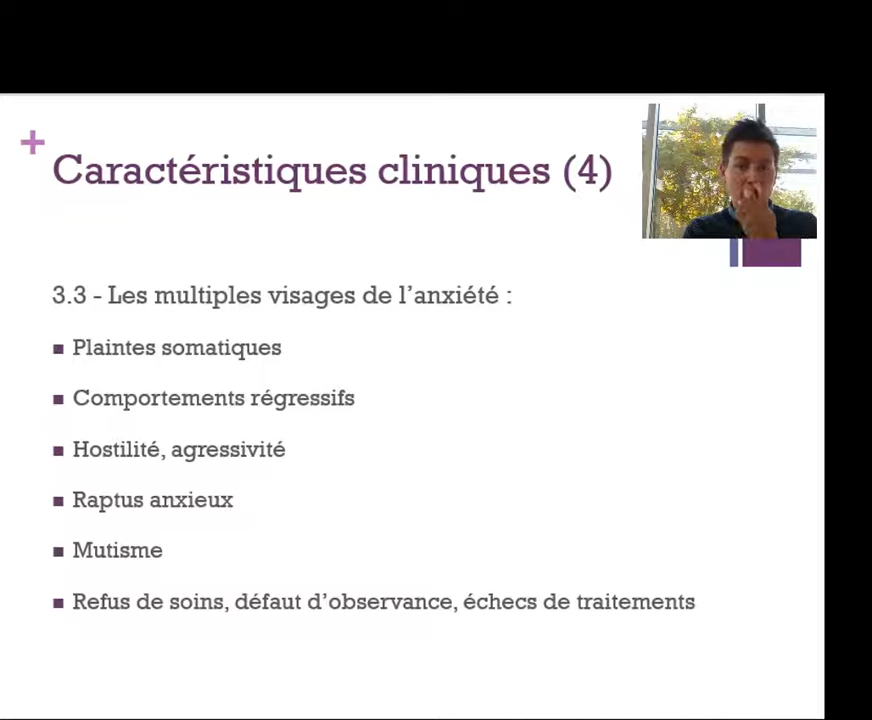 +
Caractéristiques cliniques (4)
3.3 - Les multiples visages de l’anxiété :
■ Plaintes somatiques
■ Comportements régressifs
■ Hostilité, agressivité
■ Raptus anxieux
■ Mutisme
■ Refus de soins, défaut d’observance, échecs de traitements